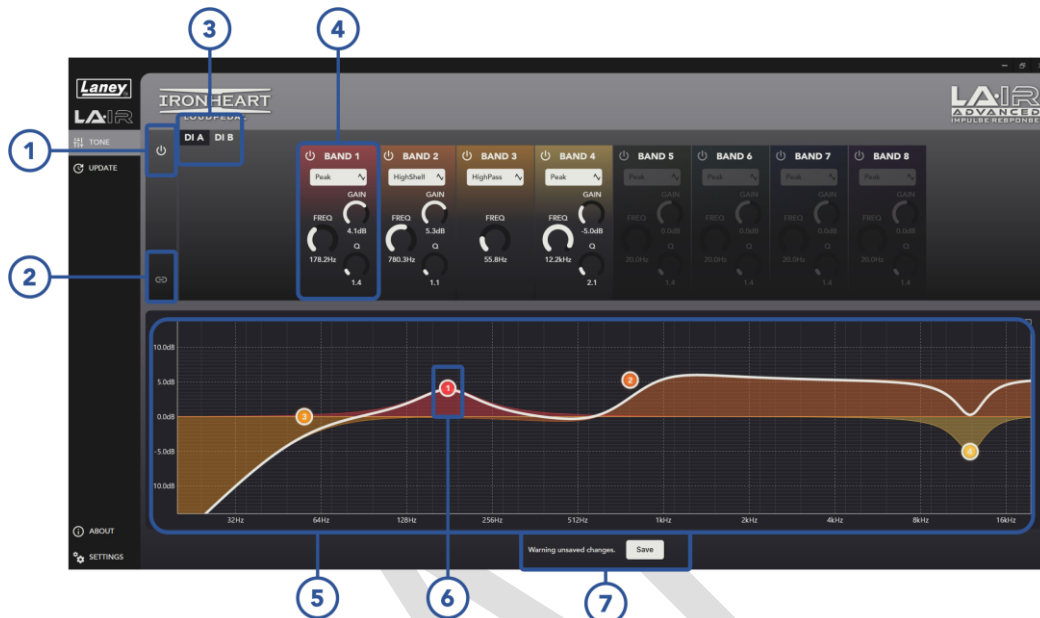 3
4
Laney
IRONHEART
LOUDPEDAL
LA·IR
LA·IR
ADVANCED
IMPULSE RESPONSE
1
TONE
DI A DI B
UPDATE
BAND 1 BAND 2 BAND 3 BAND 4 BAND 5 BAND 6 BAND 7 BAND 8
Peak HighShelf HighPass Peak Peak Peak Peak Peak
GAIN GAIN GAIN GAIN GAIN GAIN GAIN
FREQ FREQ FREQ FREQ FREQ FREQ FREQ FREQ
4.1dB 5.3dB -5.0dB 0.0dB 0.0dB 0.0dB 0.0dB
Q Q Q Q Q Q Q
178.2Hz 780.3Hz 55.8Hz 12.2kHz 20.0Hz 20.0Hz 20.0Hz 20.0Hz
1.4 1.1 2.1 1.4 1.4 1.4 1.4
2
10.0dB
5.0dB
0.0dB
-5.0dB
10.0dB
3
1
2
4
32Hz 64Hz 128Hz 256Hz 512Hz 1kHz 2kHz 4kHz 8kHz 16kHz
ABOUT
SETTINGS
Warning unsaved changes. Save
5
6
7